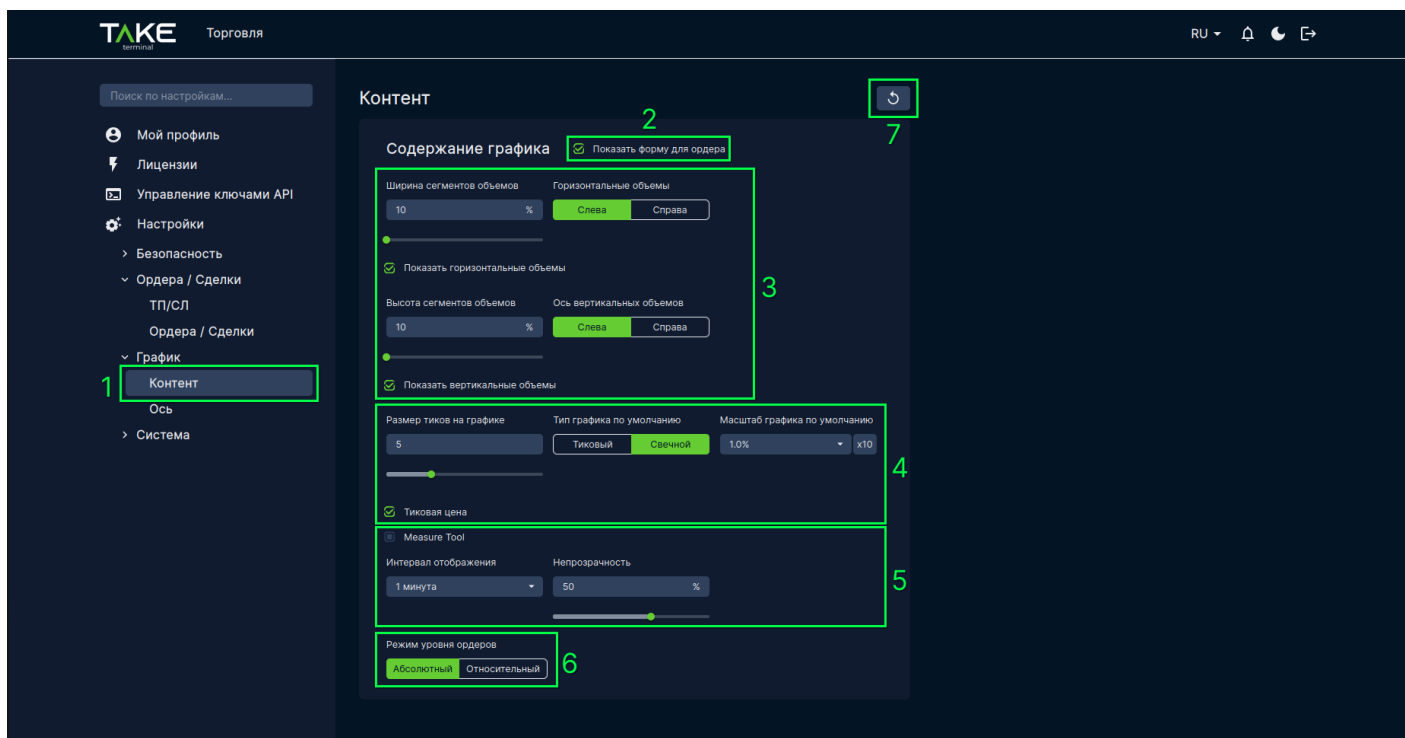 TAKE
terminal
Торговля
RU
Поиск по настройкам...
Мой профиль
Лицензии
Управление ключами API
Настройки
Безопасность
Ордера / Сделки
ТП/СЛ
Ордера / Сделки
График
1
Контент
Ось
Система
Контент
7
2
Содержание графика
Показать форму для ордера
Ширина сегментов объемов
Горизонтальные объемы
10 %
Слева
Справа
Показать горизонтальные объемы
3
Высота сегментов объемов
Ось вертикальных объемов
10 %
Слева
Справа
Показать вертикальные объемы
Размер тиков на графике
Тип графика по умолчанию
Масштаб графика по умолчанию
5
Тиковый
Свечной
1.0%
x10
4
Тиковая цена
Measure Tool
Интервал отображения
Непрозрачность
1 минута
50 %
5
Режим уровня ордеров
Абсолютный
Относительный
6